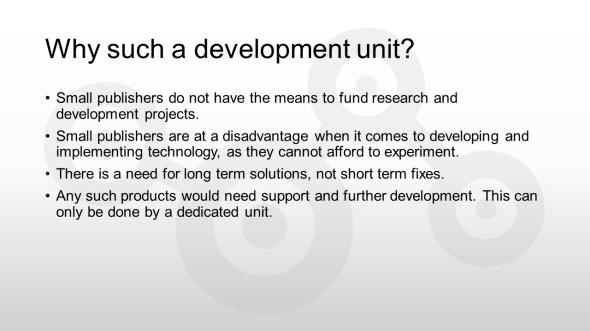 Why such a development unit?
• Small publishers do not have the means to fund research and
development projects.
• Small publishers are at a disadvantage when it comes to developing and
implementing technology, as they cannot afford to experiment.
• There is a need for long term solutions, not short term fixes.
• Any such products would need support and further development. This can
only be done by a dedicated unit.